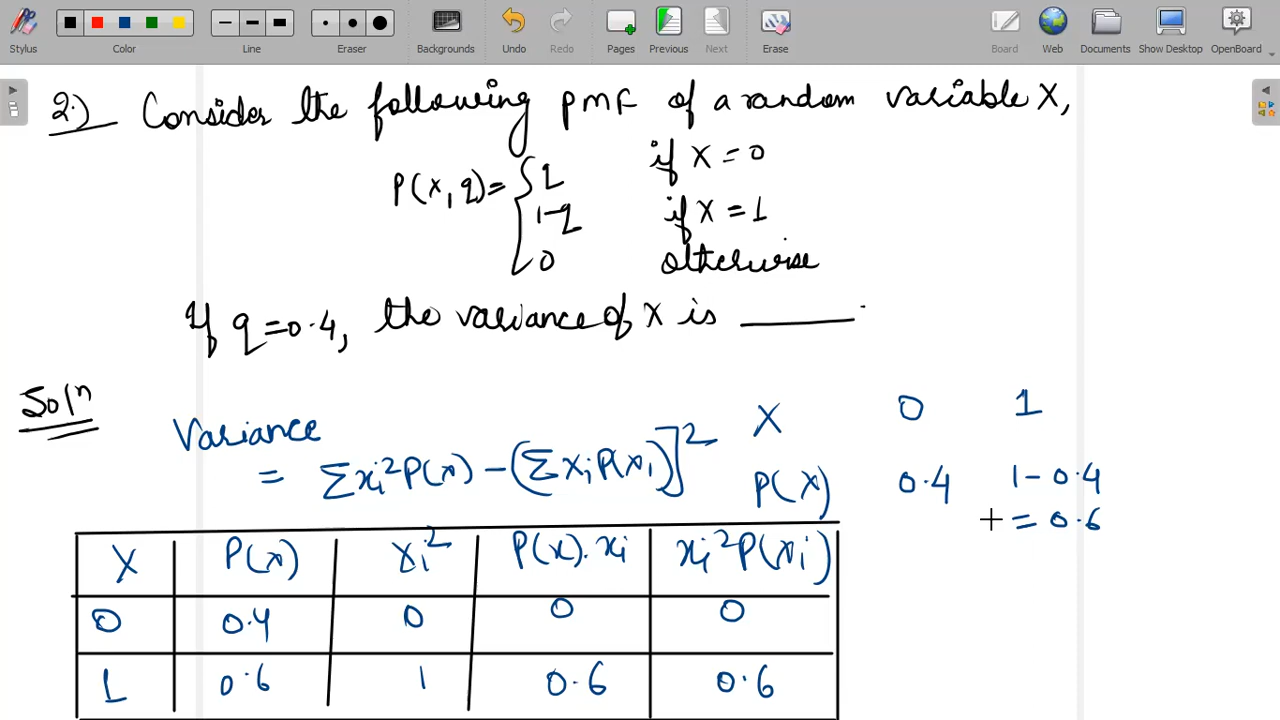 Stylus Color Line Eraser Backgrounds Undo Redo Pages Previous Next Erase Board Web Documents Show Desktop OpenBoard
2.) Consider the following PMF of a random variable X,
P(x, q) = { q if X = 0
1-q if X = 1
0 otherwise
If q = 0.4, the variance of X is ______.
Soln
Variance
= Σxi²P(x) - (Σxi P(xi)]²
X 0 1
P(X) 0.4 1 - 0.4
= 0.6
X P(x) xi² P(x).xi xi²P(xi)
0 0.4 0 0 0
1 0.6 1 0.6 0.6